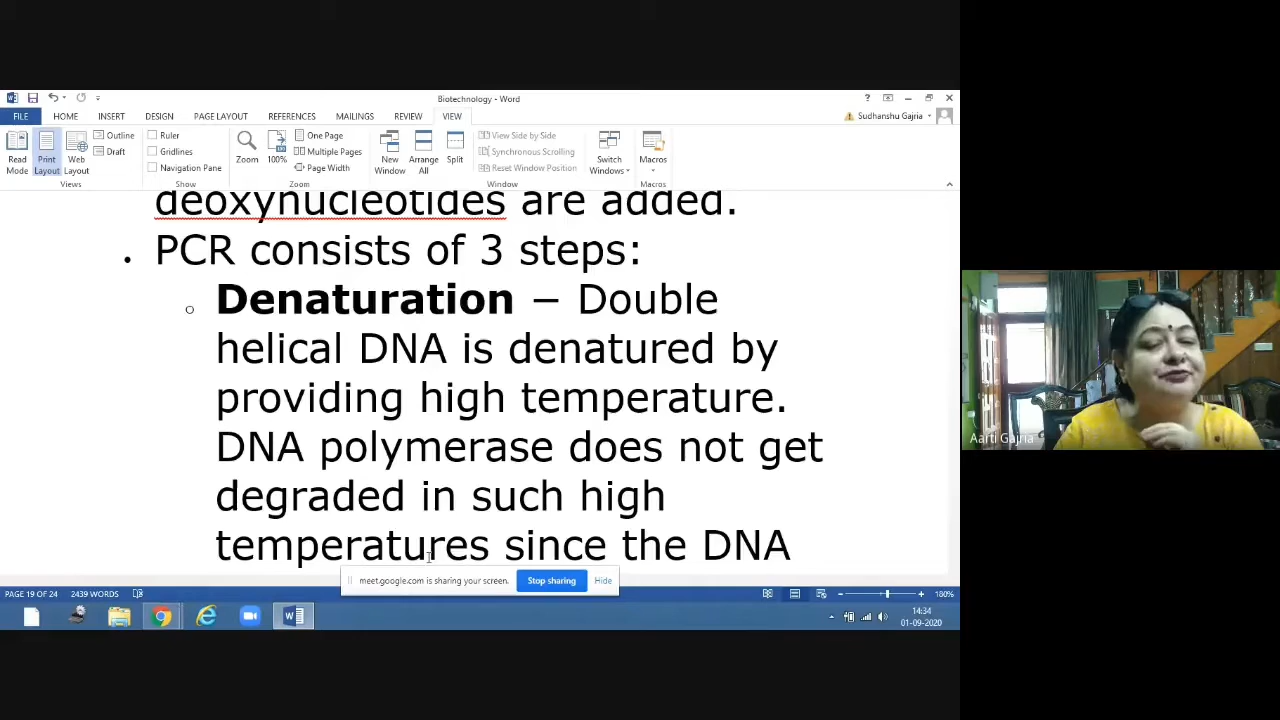 Biotechnology - Word
Sudhanshu Gajria
FILE HOME INSERT DESIGN PAGE LAYOUT REFERENCES MAILINGS REVIEW VIEW
Read Mode
Print Layout
Web Layout
Outline
Draft
Views
Ruler
Gridlines
Navigation Pane
Show
Zoom
100%
One Page
Multiple Pages
Page Width
Zoom
New Window
Arrange All
Split
View Side by Side
Synchronous Scrolling
Reset Window Position
Window
Switch Windows
Macros
Macros
deoxynucleotides are added.
• PCR consists of 3 steps:
o Denaturation – Double
helical DNA is denatured by
providing high temperature.
DNA polymerase does not get
degraded in such high
temperatures since the DNA
meet.google.com is sharing your screen. Stop sharing Hide
PAGE 19 OF 24 2439 WORDS 180%
14:34
01-09-2020
Aarti Gajria